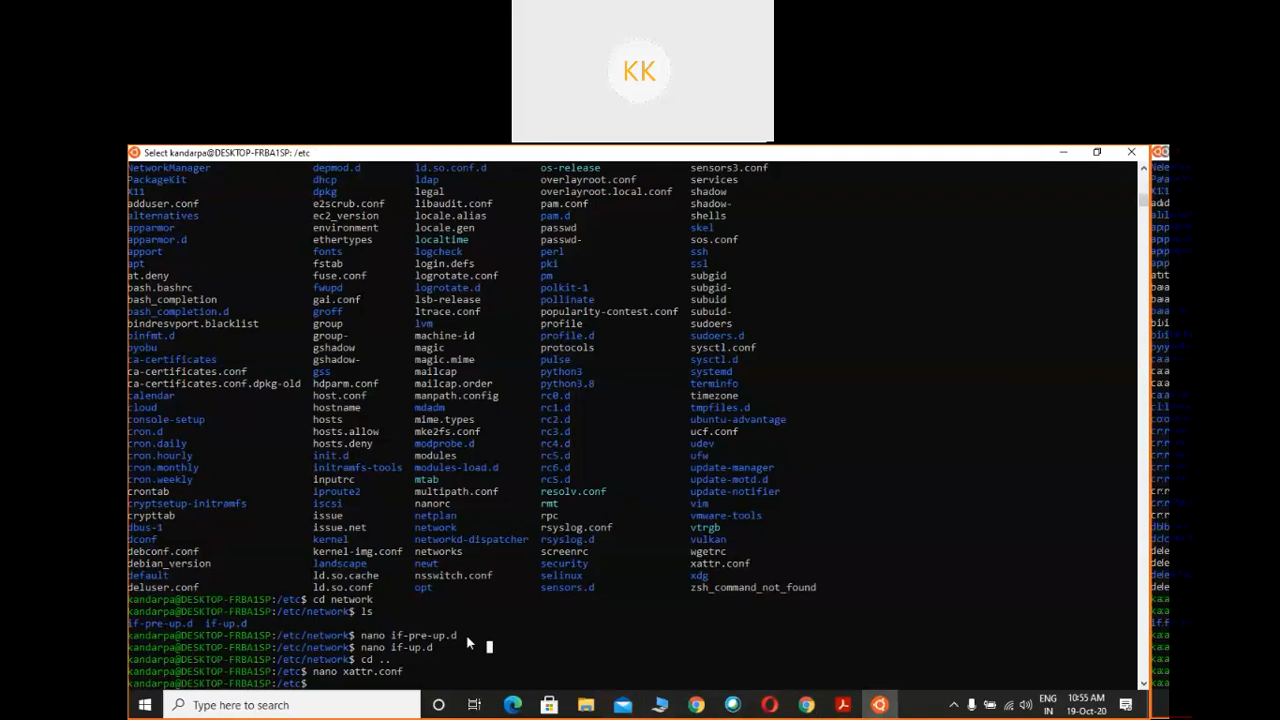 KK
Select kandarpa@DESKTOP-FRBA1SP: /etc
NetworkManager depmod.d ld.so.conf.d os-release sensors3.conf
PackageKit dhcp ldap overlayroot.conf services
X11 dpkg legal overlayroot.local.conf shadow
adduser.conf e2scrub.conf libaudit.conf pam.conf shadow-
alternatives ec2_version locale.alias pam.d shells
apparmor environment locale.gen passwd skel
apparmor.d ethertypes localtime passwd- sos.conf
apport fonts logcheck perl ssh
apt fstab login.defs pki ssl
at.deny fuse.conf logrotate.conf pm subgid
bash.bashrc fwupd logrotate.d polkit-1 subgid-
bash_completion gai.conf lsb-release pollinate subuid
bash_completion.d groff ltrace.conf popularity-contest.conf subuid-
bindresvport.blacklist group lvm profile sudoers
binfmt.d group- machine-id profile.d sudoers.d
byobu gshadow magic protocols sysctl.conf
ca-certificates gshadow- magic.mime pulse sysctl.d
ca-certificates.conf gss mailcap python3 systemd
ca-certificates.conf.dpkg-old hdparm.conf mailcap.order python3.8 terminfo
calendar host.conf manpath.config rc0.d timezone
cloud hostname mdadm rc1.d tmpfiles.d
console-setup hosts mime.types rc2.d ubuntu-advantage
cron.d hosts.allow mke2fs.conf rc3.d ucf.conf
cron.daily hosts.deny modprobe.d rc4.d udev
cron.hourly init.d modules rc5.d ufw
cron.monthly initramfs-tools modules-load.d rc6.d update-manager
cron.weekly inputrc mtab rcS.d update-motd.d
crontab iproute2 multipath.conf resolv.conf update-notifier
cryptsetup-initramfs iscsi nanorc rmt vim
crypttab issue netplan rpc vmware-tools
dbus-1 issue.net network rsyslog.conf vtrgb
dconf kernel networkd-dispatcher rsyslog.d vulkan
debconf.conf kernel-img.conf networks screenrc wgetrc
debian_version landscape newt security xattr.conf
default ld.so.cache nsswitch.conf selinux xdg
deluser.conf ld.so.conf opt sensors.d zsh_command_not_found
kandarpa@DESKTOP-FRBA1SP:/etc$ cd network
kandarpa@DESKTOP-FRBA1SP:/etc/network$ ls
if-pre-up.d if-up.d
kandarpa@DESKTOP-FRBA1SP:/etc/network$ nano if-pre-up.d
kandarpa@DESKTOP-FRBA1SP:/etc/network$ nano if-up.d
kandarpa@DESKTOP-FRBA1SP:/etc/network$ cd ..
kandarpa@DESKTOP-FRBA1SP:/etc$ nano xattr.conf
kandarpa@DESKTOP-FRBA1SP:/etc$
Type here to search
ENG
IN
10:55 AM
19-Oct-20